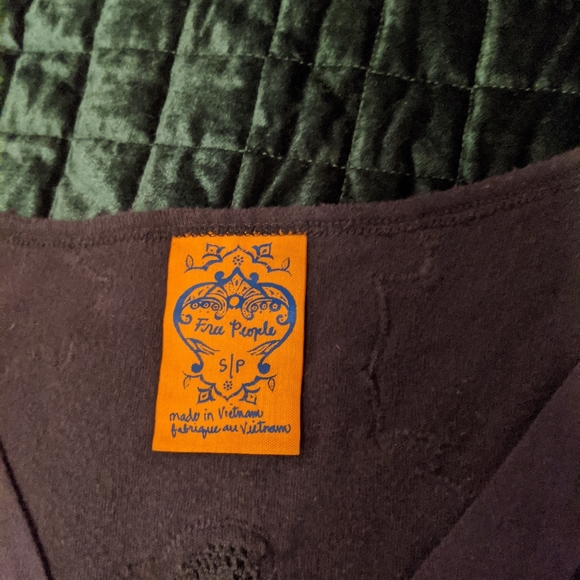 Free People
S|P
made in Vietnam
fabrique au Vietnam